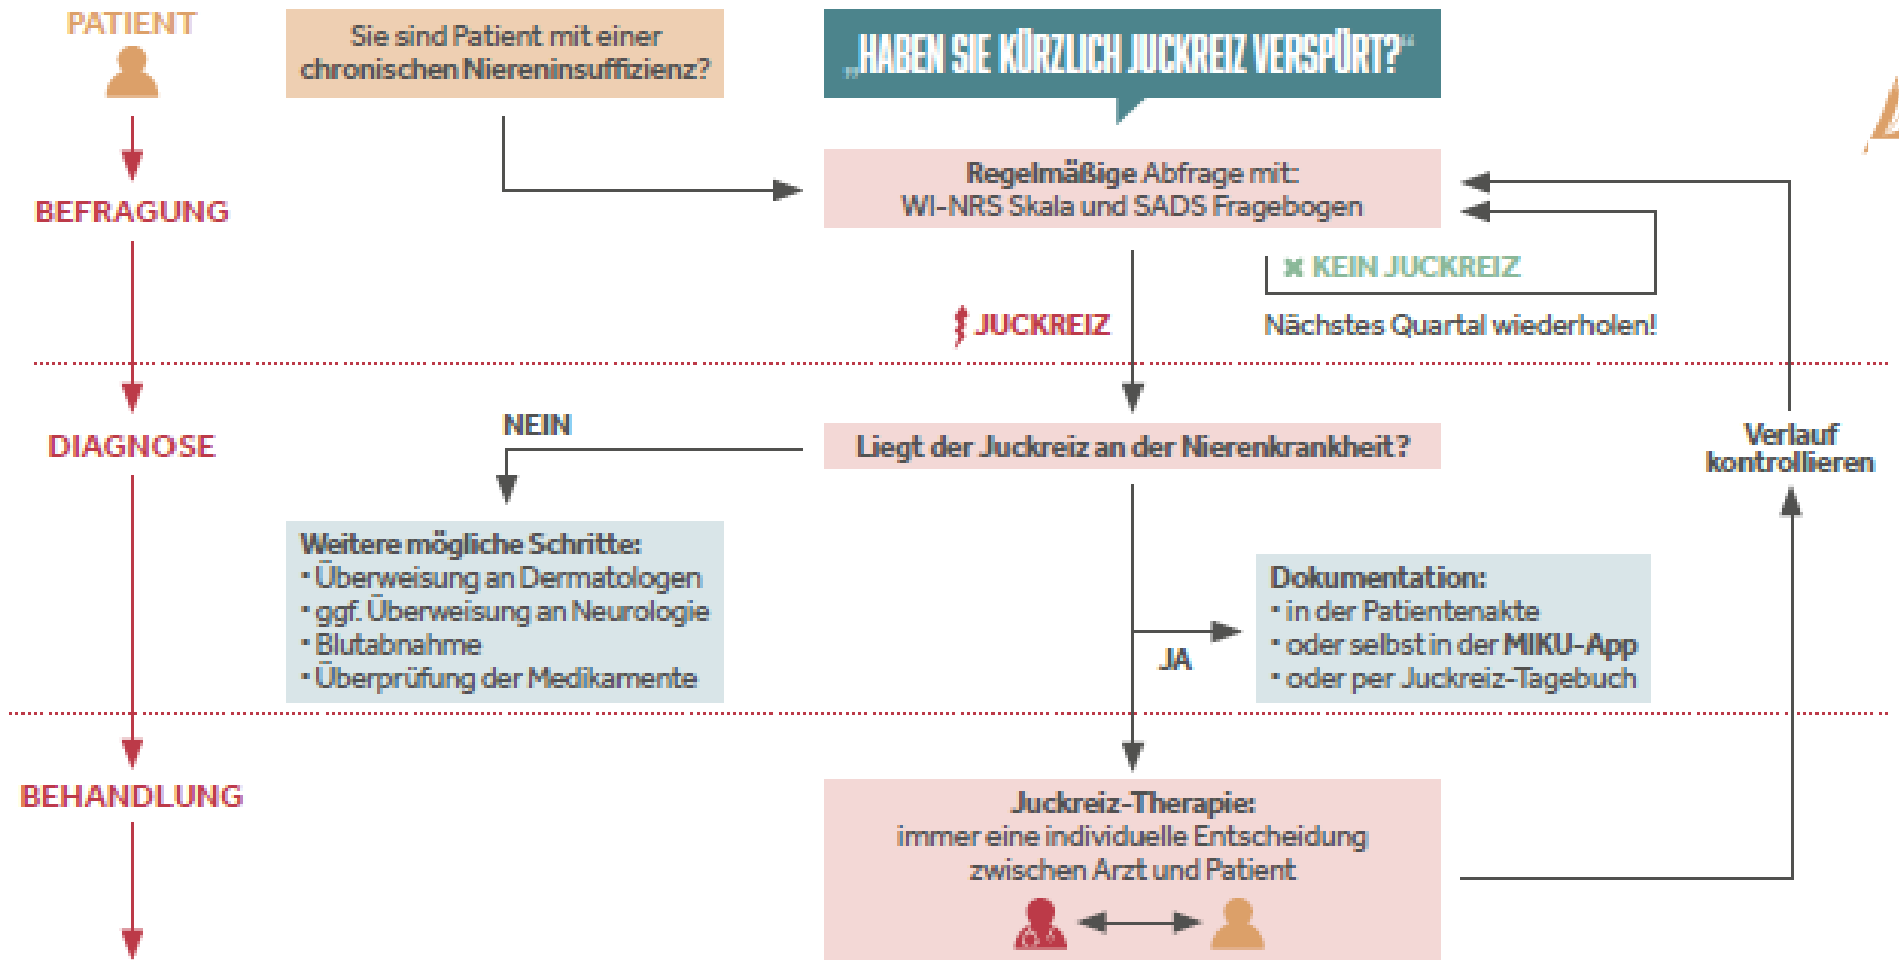 PATIENT
Sie sind Patient mit einer
chronischen Niereninsuffizienz?
„HABEN SIE KÜRZLICH JUCKREIZ VERSPÜRT?“
BEFRAGUNG
Regelmäßige Abfrage mit:
WI-NRS Skala und SADS Fragebogen
KEIN JUCKREIZ
JUCKREIZ
Nächstes Quartal wiederholen!
DIAGNOSE
NEIN
Liegt der Juckreiz an der Nierenkrankheit?
Verlauf
kontrollieren
Weitere mögliche Schritte:
• Überweisung an Dermatologen
• ggf. Überweisung an Neurologie
• Blutabnahme
• Überprüfung der Medikamente
JA
Dokumentation:
• in der Patientenakte
• oder selbst in der MIKU-App
• oder per Juckreiz-Tagebuch
BEHANDLUNG
Juckreiz-Therapie:
immer eine individuelle Entscheidung
zwischen Arzt und Patient